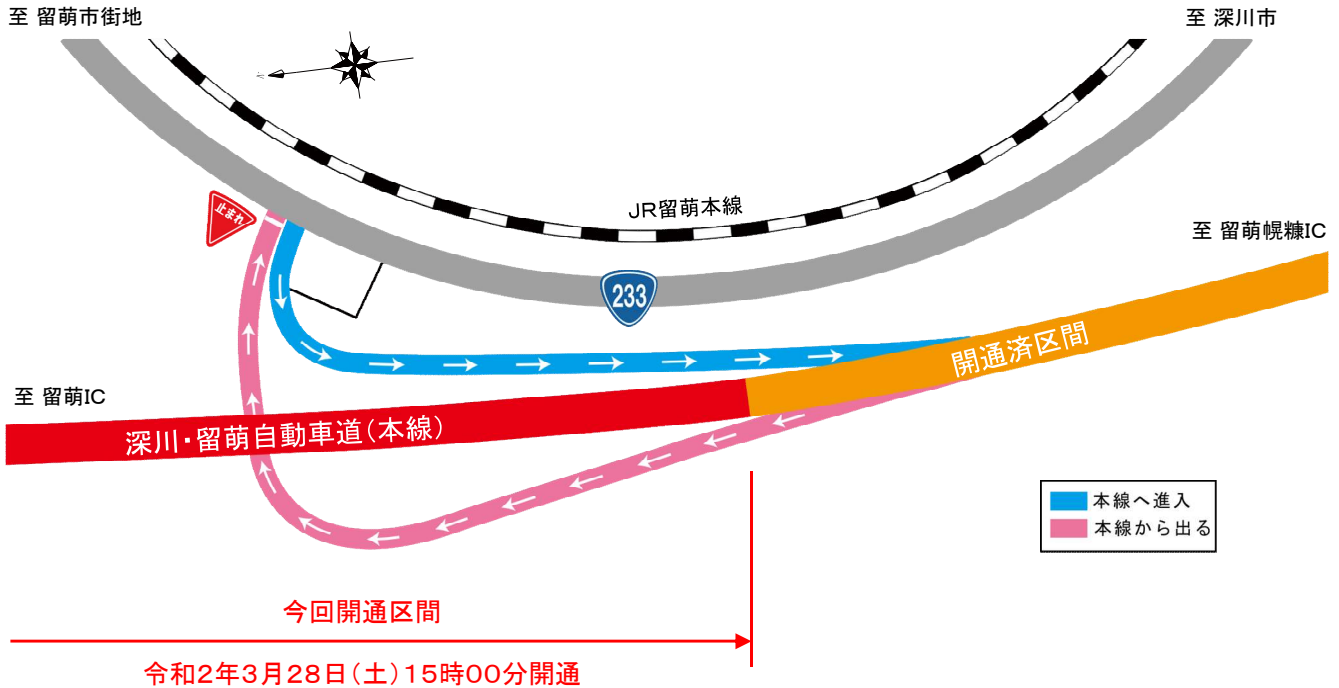 至 留萌市街地
至 深川市
止まれ
JR留萌本線
至 留萌幌糠IC
233
開通済区間
至 留萌IC
深川・留萌自動車道(本線)
本線へ進入
本線から出る
今回開通区間
令和2年3月28日(土)15時00分開通